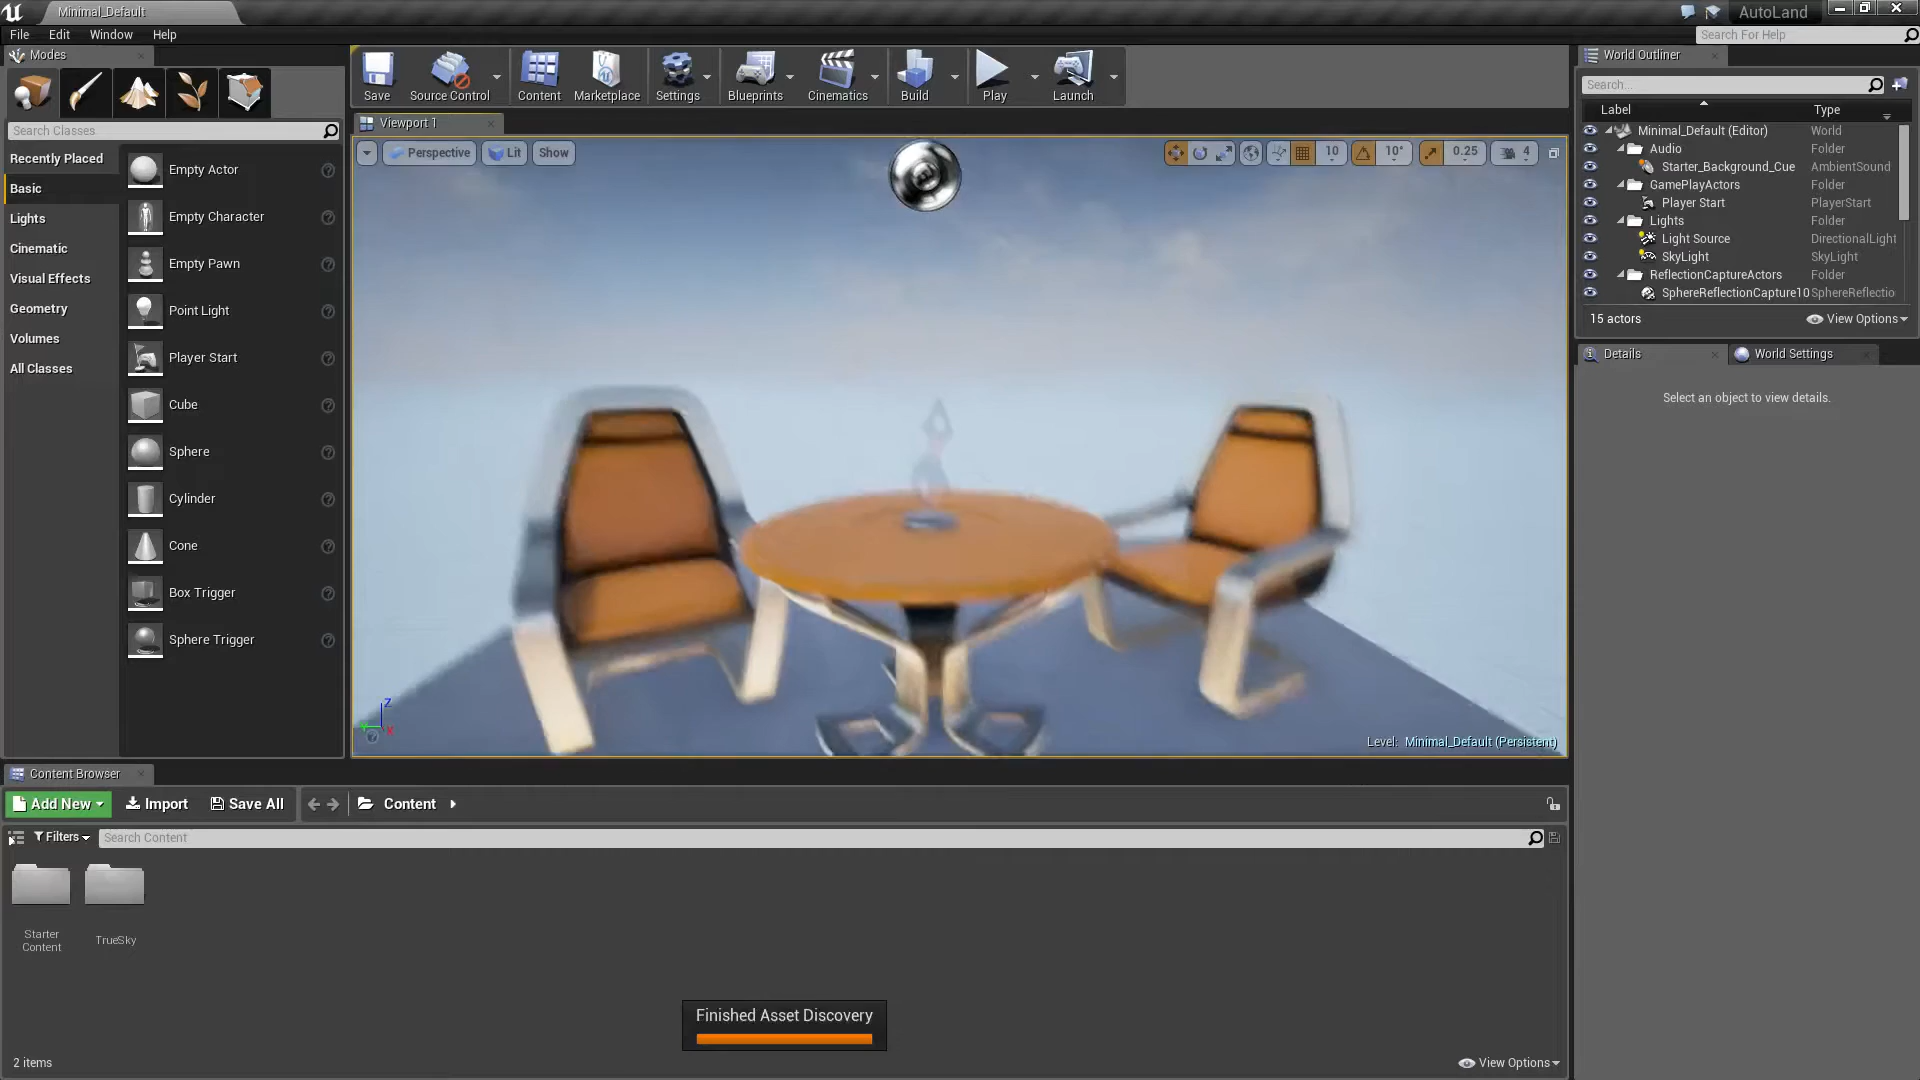 Minimal_Default
AutoLand
File Edit Window Help
Search For Help
Modes
Search Classes
Recently Placed
Basic
Lights
Cinematic
Visual Effects
Geometry
Volumes
All Classes
Empty Actor
Empty Character
Empty Pawn
Point Light
Player Start
Cube
Sphere
Cylinder
Cone
Box Trigger
Sphere Trigger
Save Source Control Content Marketplace Settings Blueprints Cinematics Build Play Launch
Viewport 1
Perspective Lit Show
10 10° 0.25 4
Z
X
Level: Minimal_Default (Persistent)
World Outliner
Search...
Label Type
Minimal_Default (Editor) World
Audio Folder
Starter_Background_Cue AmbientSound
GamePlayActors Folder
Player Start PlayerStart
Lights Folder
Light Source DirectionalLight
SkyLight SkyLight
ReflectionCaptureActors Folder
SphereReflectionCapture10 SphereReflectio
15 actors View Options
Details World Settings
Select an object to view details.
Content Browser
Add New Import Save All Content
Filters Search Content
Starter
Content
TrueSky
Finished Asset Discovery
2 items View Options